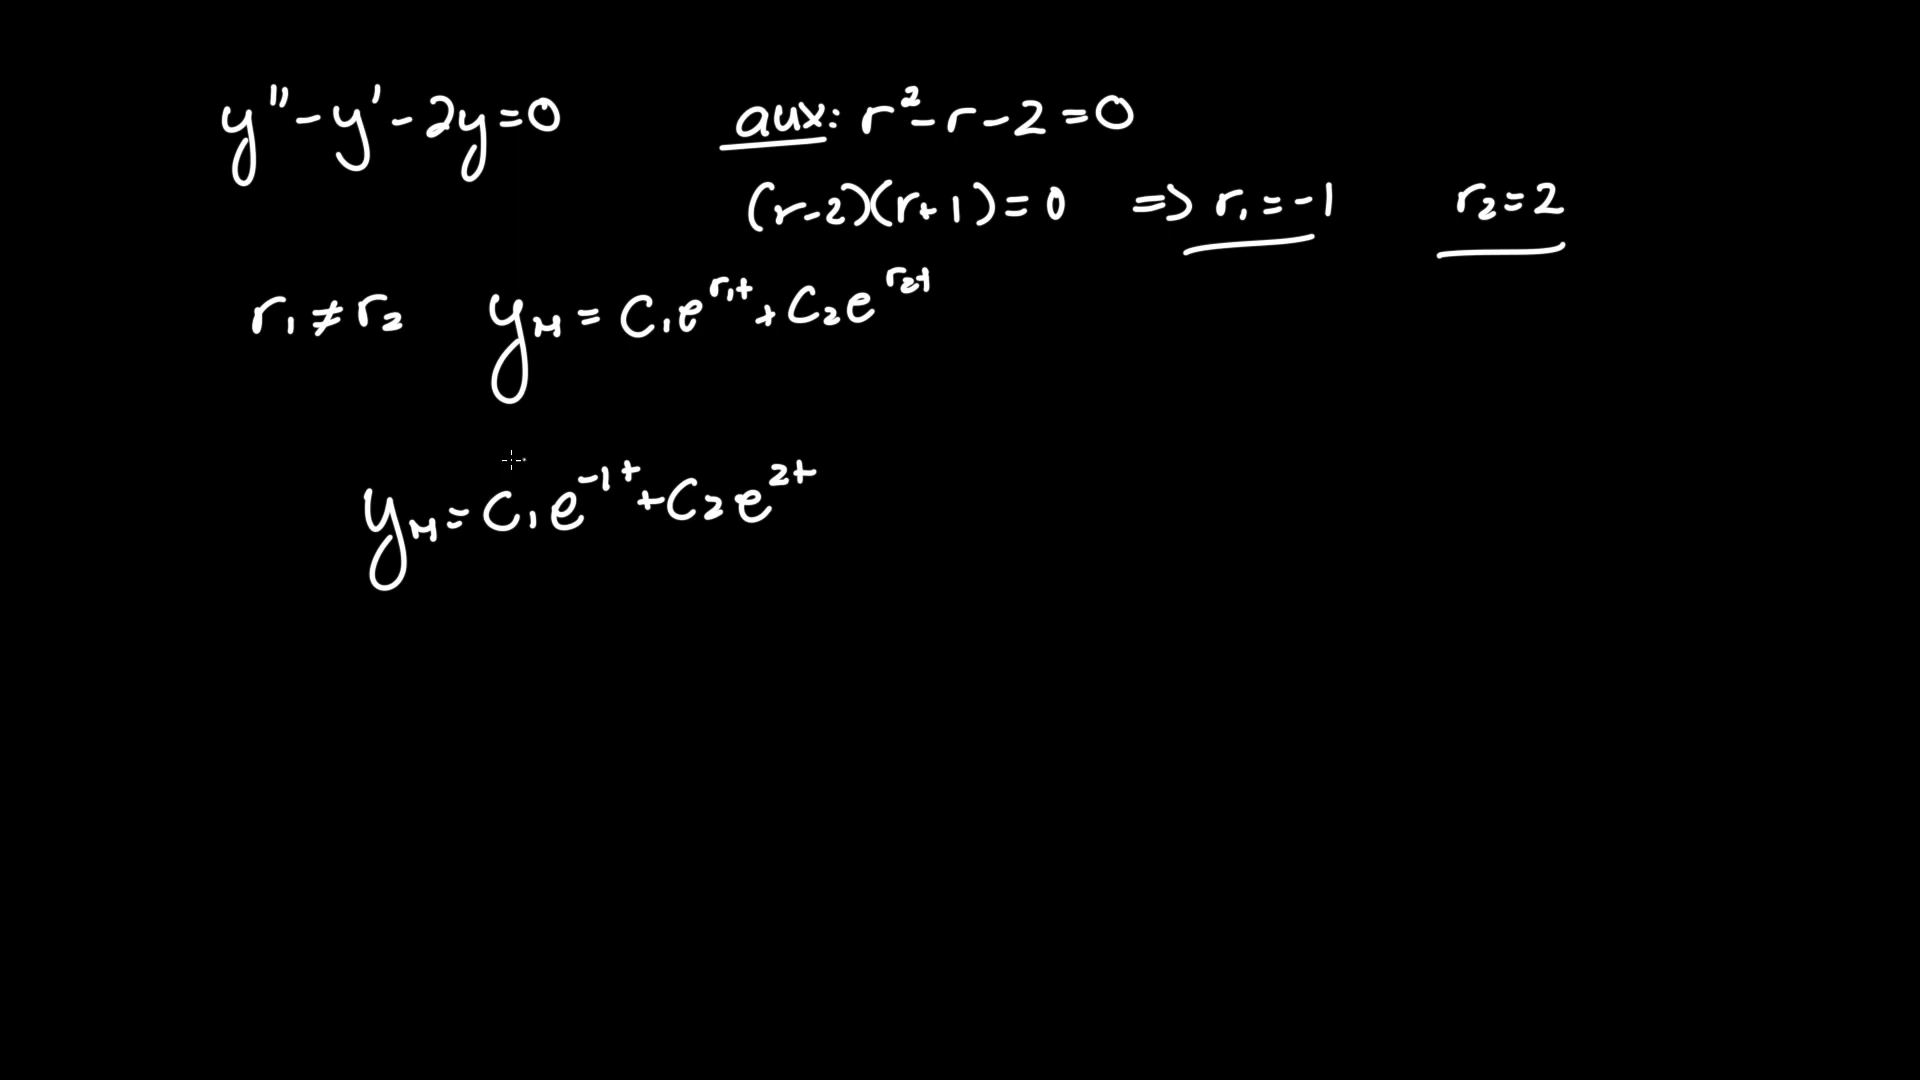 y'' - y' - 2y = 0    aux: r² - r - 2 = 0
(r - 2)(r + 1) = 0 ⇒ r₁ = -1    r₂ = 2
r₁ ≠ r₂    y_H = C₁e^{r₁t} + C₂e^{r₂t}
y_H = C₁e^{-1t} + C₂e^{2t}